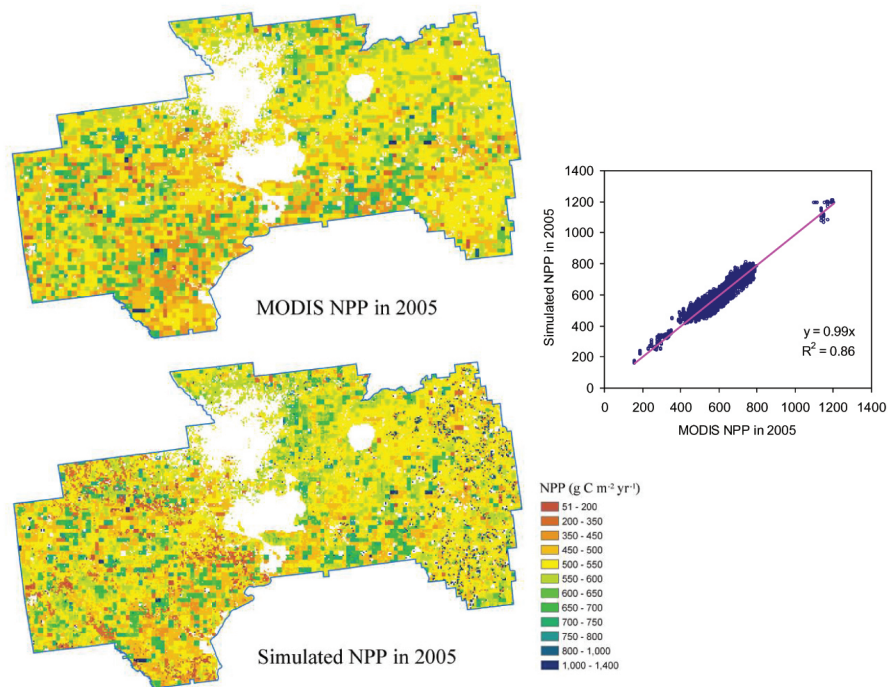 MODIS NPP in 2005
Simulated NPP in 2005
1400
1200
1000
800
600
400
200
0
0 200 400 600 800 1000 1200 1400
MODIS NPP in 2005
Simulated NPP in 2005
y = 0.99x
R² = 0.86
NPP (g C m⁻² yr⁻¹)
51 - 200
200 - 350
350 - 450
450 - 500
500 - 550
550 - 600
600 - 650
650 - 700
700 - 750
750 - 800
800 - 1,000
1,000 - 1,400